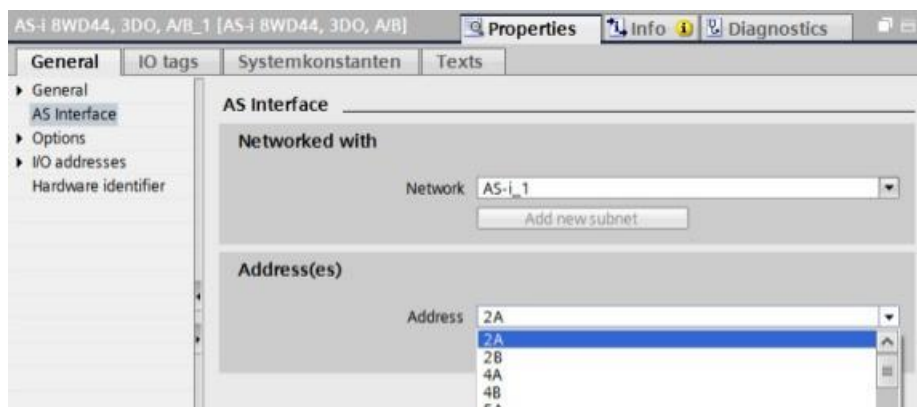 AS-i 8WD44, 3DO, A/B_1 [AS-i 8WD44, 3DO, A/B]
Properties
Info
Diagnostics
General
IO tags
Systemkonstanten
Texts
General
AS Interface
Options
I/O addresses
Hardware identifier
AS Interface
Networked with
Network AS-i_1
Add new subnet
Address(es)
Address 2A
2A
2B
4A
4B